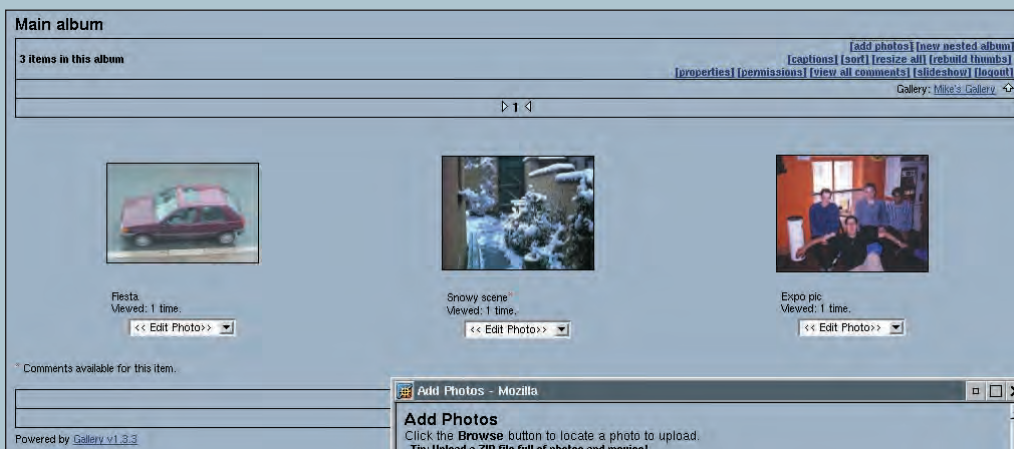 Main album
3 items in this album
[add photos] [new nested album]
[captions] [sort] [resize all] [rebuild thumbs]
[properties] [permissions] [view all comments] [slideshow] [logout]
Gallery: Mike's Gallery
1
Fiesta
Viewed: 1 time.
<< Edit Photo>>
Snowy scene*
Viewed: 1 time.
<< Edit Photo>>
Expo pic
Viewed: 1 time.
<< Edit Photo>>
* Comments available for this item.
Add Photos - Mozilla
Add Photos
Click the Browse button to locate a photo to upload.
Tip: Upload a ZIP file full of photos and movies!
Powered by Gallery v1.3.3